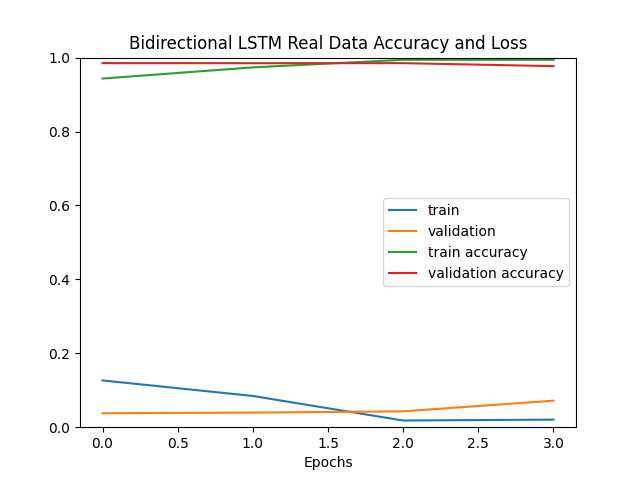 Bidirectional LSTM Real Data Accuracy and Loss
1.0
0.8
0.6
0.4
0.2
0.0
train
validation
train accuracy
validation accuracy
0.0 0.5 1.0 1.5 2.0 2.5 3.0
Epochs